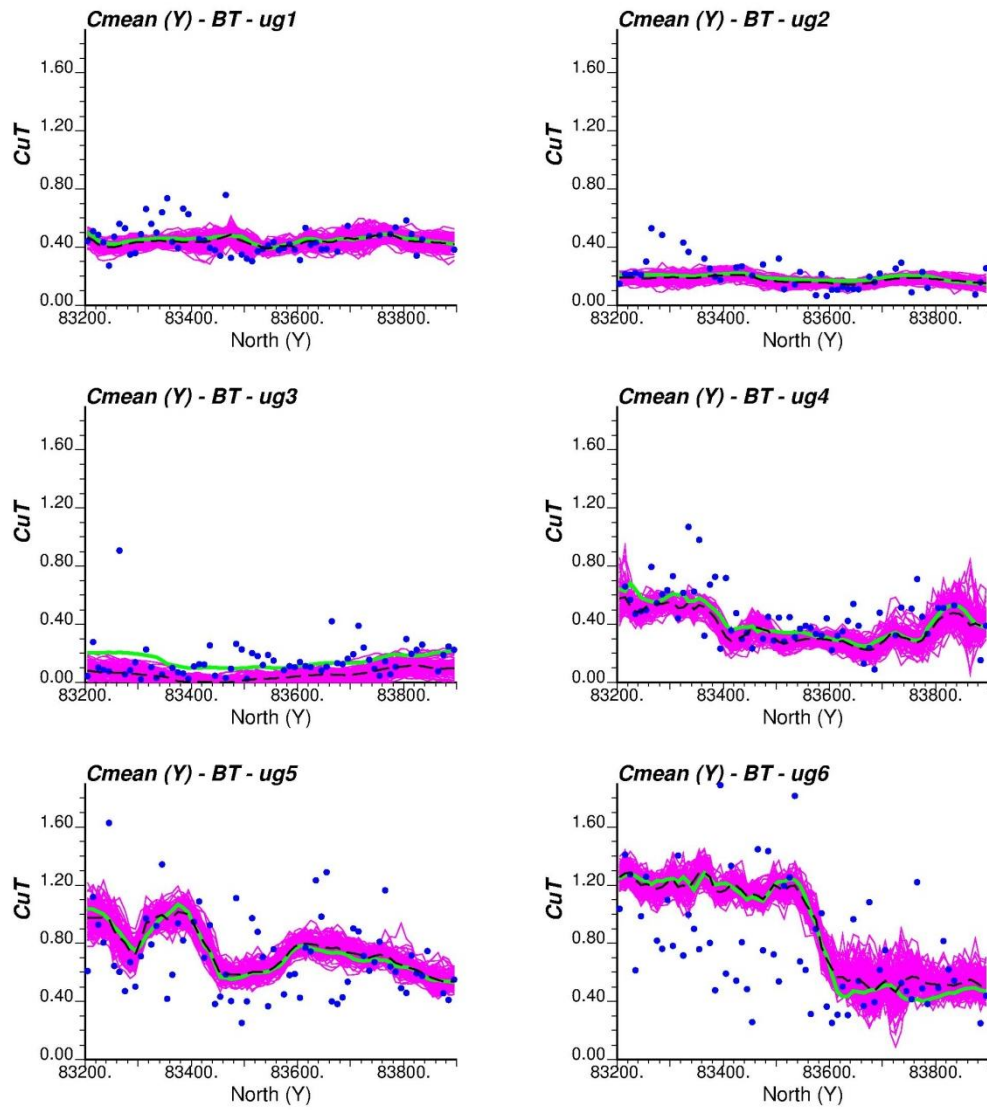 Cmean (Y) - BT - ug1
CuT
1.60
1.20
0.80
0.40
0.00
83200. 83400. 83600. 83800.
North (Y)
Cmean (Y) - BT - ug2
CuT
1.60
1.20
0.80
0.40
0.00
83200. 83400. 83600. 83800.
North (Y)
Cmean (Y) - BT - ug3
CuT
1.60
1.20
0.80
0.40
0.00
83200. 83400. 83600. 83800.
North (Y)
Cmean (Y) - BT - ug4
CuT
1.60
1.20
0.80
0.40
0.00
83200. 83400. 83600. 83800.
North (Y)
Cmean (Y) - BT - ug5
CuT
1.60
1.20
0.80
0.40
0.00
83200. 83400. 83600. 83800.
North (Y)
Cmean (Y) - BT - ug6
CuT
1.60
1.20
0.80
0.40
0.00
83200. 83400. 83600. 83800.
North (Y)